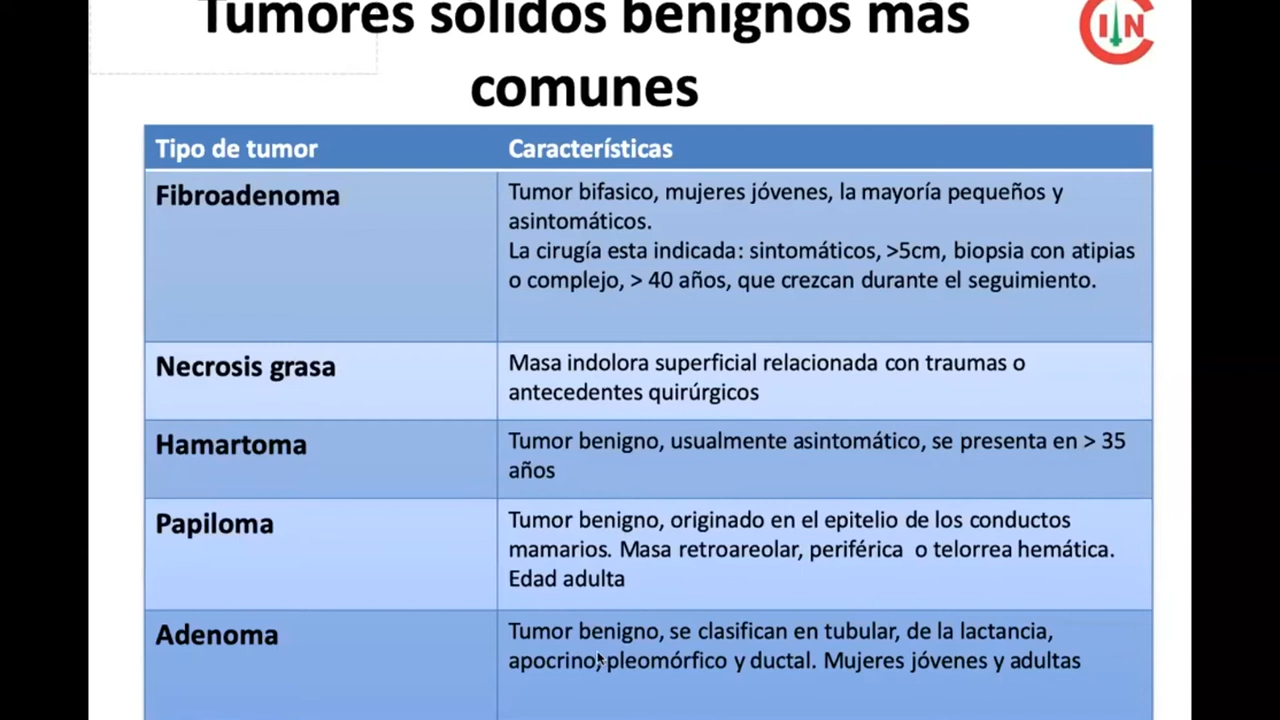 Tumores sólidos benignos más
comunes
CIN
Tipo de tumor
Características
Fibroadenoma
Tumor bifasico, mujeres jóvenes, la mayoría pequeños y
asintomáticos.
La cirugía esta indicada: sintomáticos, >5cm, biopsia con atipias
o complejo, > 40 años, que crezcan durante el seguimiento.
Necrosis grasa
Masa indolora superficial relacionada con traumas o
antecedentes quirúrgicos
Hamartoma
Tumor benigno, usualmente asintomático, se presenta en > 35
años
Papiloma
Tumor benigno, originado en el epitelio de los conductos
mamarios. Masa retroareolar, periférica o telorrea hemática.
Edad adulta
Adenoma
Tumor benigno, se clasifican en tubular, de la lactancia,
apocrino, pleomórfico y ductal. Mujeres jóvenes y adultas